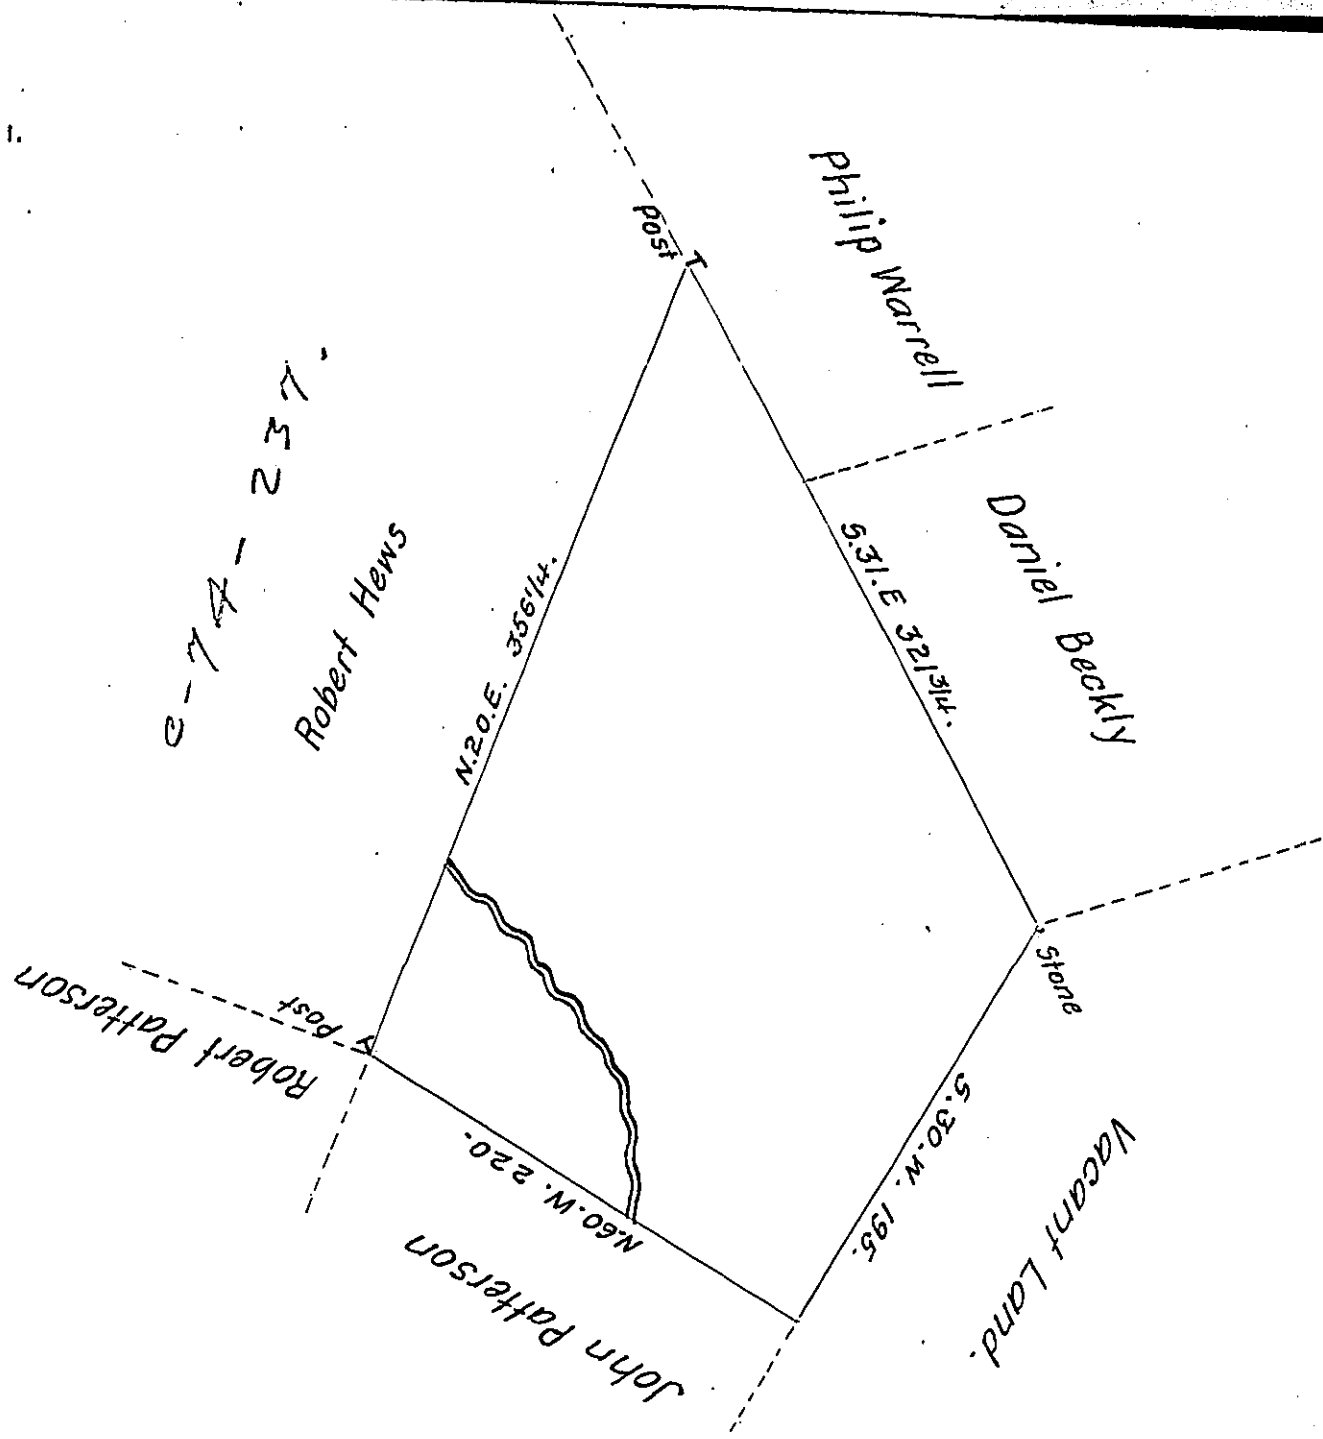 1.
Philip Warrell
Post
C-74-237.
Robert Hews
N.20.E. 356 1/4.
S.31.E 321 3/4.
Daniel Beckly
Stone
Robert Patterson
Post
N.60.W. 220.
S.30.W. 195.
John Patterson
Vacant Land.